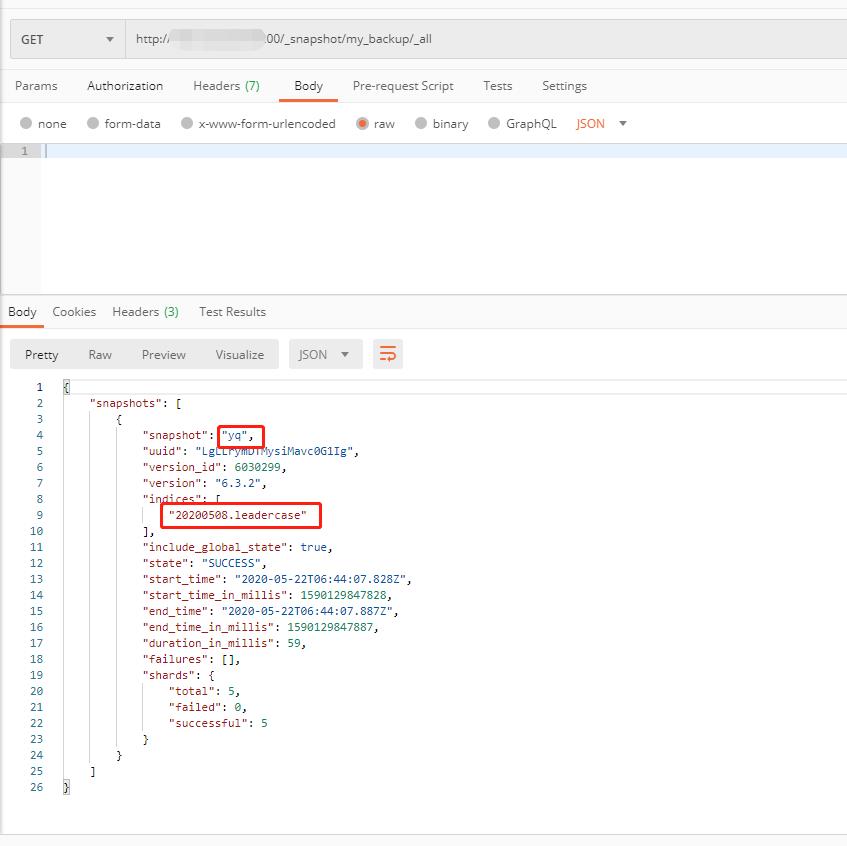 GET http:// :00/_snapshot/my_backup/_all
Params Authorization Headers (7) Body Pre-request Script Tests Settings
none form-data x-www-form-urlencoded raw binary GraphQL JSON
1
Body Cookies Headers (3) Test Results
Pretty Raw Preview Visualize JSON
1 {
2 "snapshots": [
3 {
4 "snapshot": "yq",
5 "uuid": 
6 "version_id": 6030299,
7 "version": "6.3.2",
8 "indices": [
9 "20200508.leadercase"
10 ],
11 "include_global_state": true,
12 "state": "SUCCESS",
13 "start_time": "2020-05-22T06:44:07.828Z",
14 "start_time_in_millis": 1590129847828,
15 "end_time": "2020-05-22T06:44:07.887Z",
16 "end_time_in_millis": 1590129847887,
17 "duration_in_millis": 59,
18 "failures": [],
19 "shards": {
20 "total": 5,
21 "failed": 0,
22 "successful": 5
23 }
24 }
25 ]
26 }